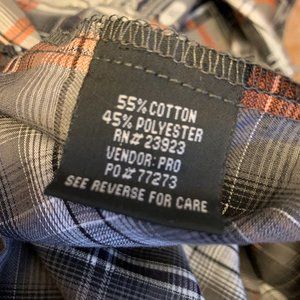 55% COTTON
45% POLYESTER
RN# 23923
VENDOR: PRO
PO# 77273
SEE REVERSE FOR CARE